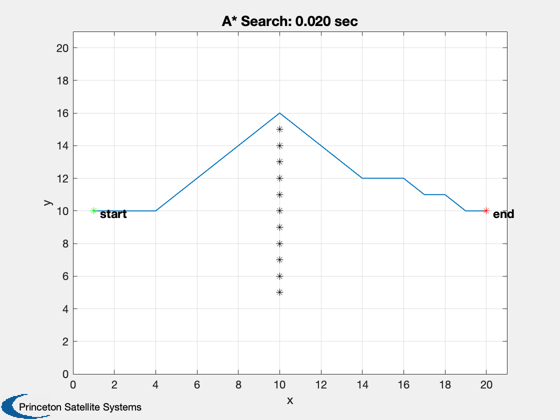 A* Search: 0.020 sec
20
18
16
14
12
10
8
6
4
2
0
y
start
end
0 2 4 6 8 10 12 14 16 18 20
x
Princeton Satellite Systems